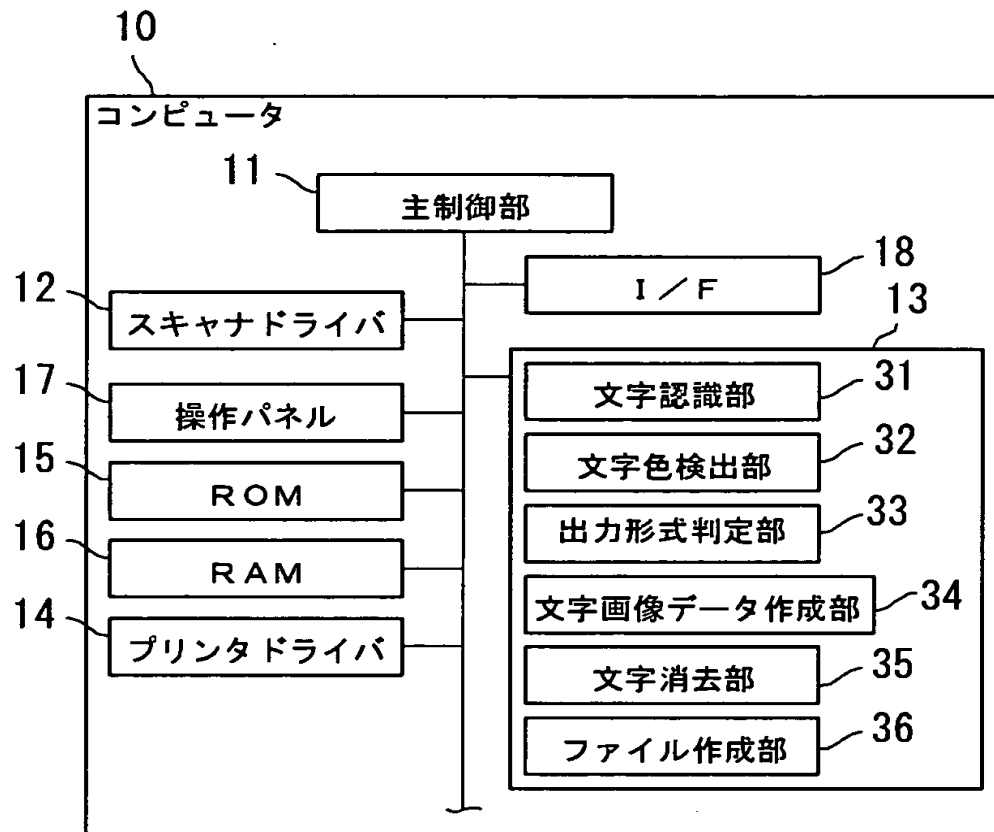 10
コンピュータ
11
主制御部
18
I/F
12
スキャナドライバ
13
17
操作パネル
文字認識部
31
15
ROM
文字色検出部
32
16
RAM
出力形式判定部
33
14
プリンタドライバ
文字画像データ作成部
34
文字消去部
35
ファイル作成部
36